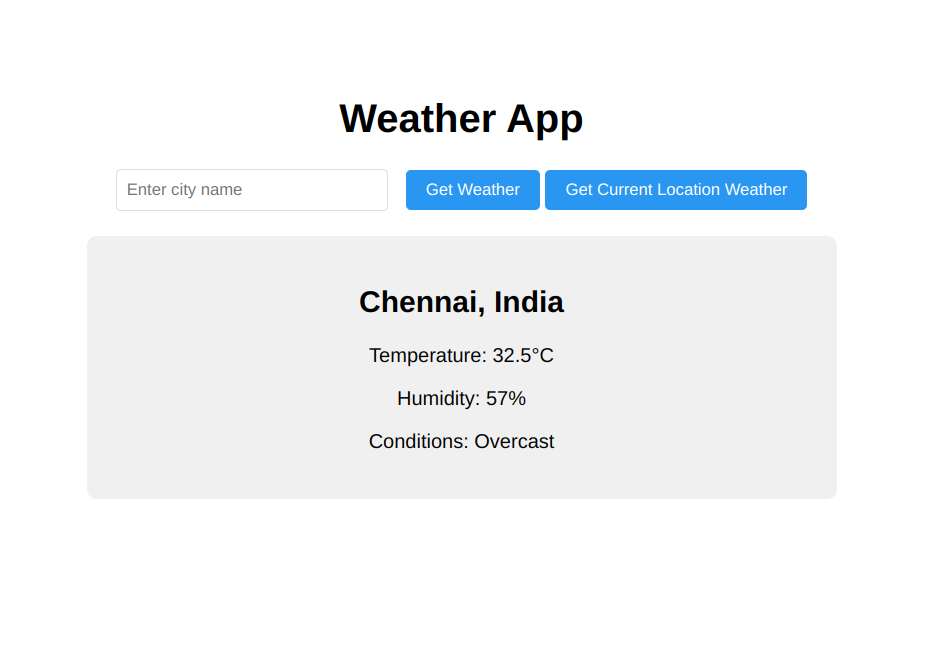 Weather App
Enter city name
Get Weather
Get Current Location Weather
Chennai, India
Temperature: 32.5°C
Humidity: 57%
Conditions: Overcast